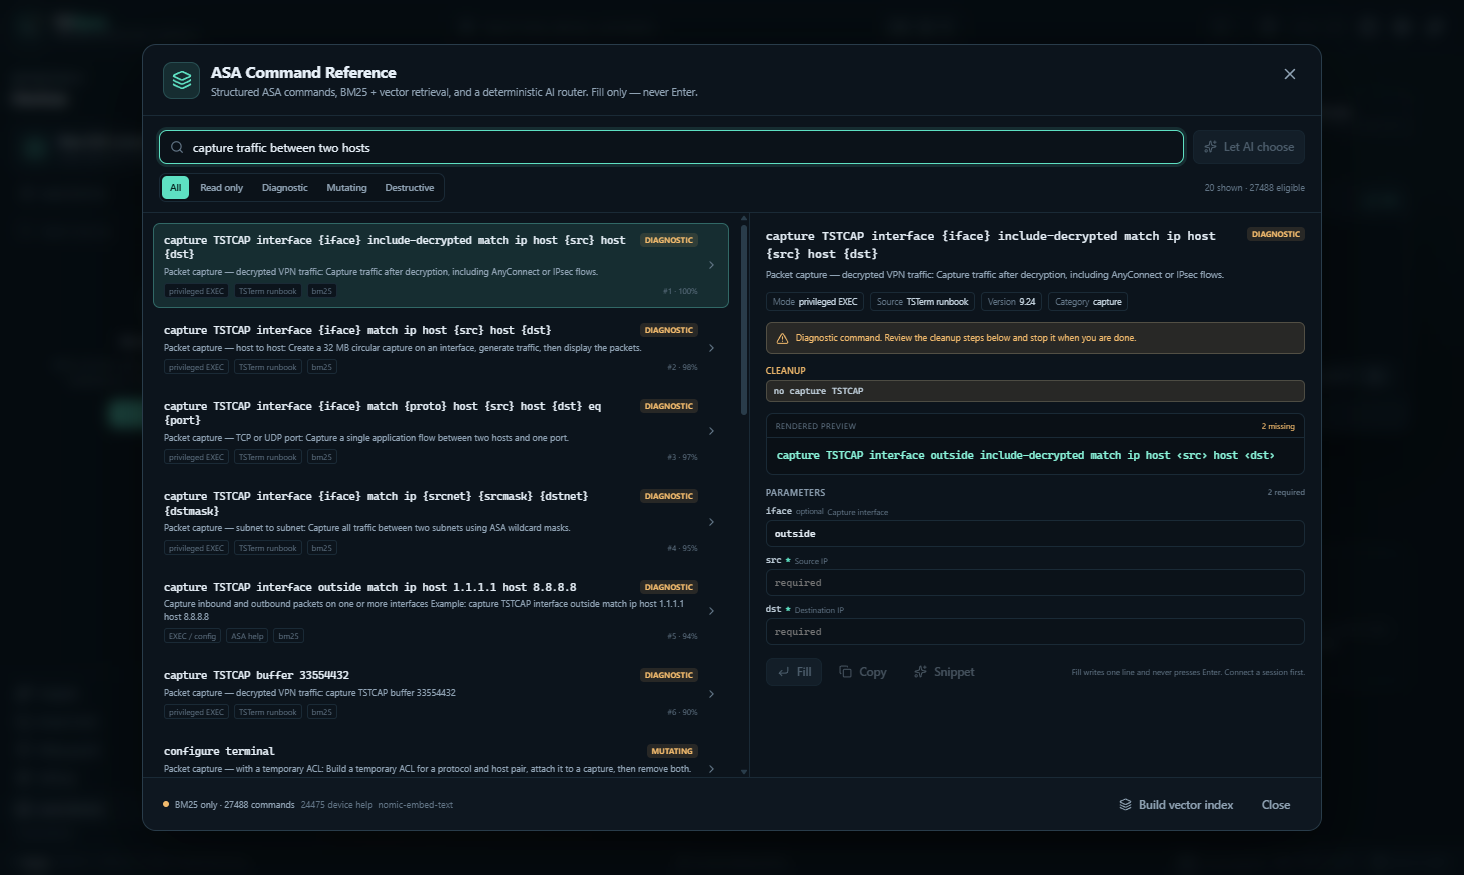 ASA Command Reference
Structured ASA commands, BM25 + vector retrieval, and a deterministic AI router. Fill only — never Enter.
capture traffic between two hosts
Let AI choose
All
Read only
Diagnostic
Mutating
Destructive
20 shown · 27488 eligible
capture TSTCAP interface {iface} include-decrypted match ip host {src} host
{dst}
DIAGNOSTIC
Packet capture — decrypted VPN traffic: Capture traffic after decryption, including AnyConnect or IPsec flows.
privileged EXEC
TSTerm runbook
bm25
#1 · 100%
capture TSTCAP interface {iface} match ip host {src} host {dst}
DIAGNOSTIC
Packet capture — host to host: Create a 32 MB circular capture on an interface, generate traffic, then display the packets.
privileged EXEC
TSTerm runbook
bm25
#2 · 98%
capture TSTCAP interface {iface} match {proto} host {src} host {dst} eq
{port}
DIAGNOSTIC
Packet capture — TCP or UDP port: Capture a single application flow between two hosts and one port.
privileged EXEC
TSTerm runbook
bm25
#3 · 97%
capture TSTCAP interface {iface} match ip {srcnet} {srcmask} {dstnet}
{dstmask}
DIAGNOSTIC
Packet capture — subnet to subnet: Capture all traffic between two subnets using ASA wildcard masks.
privileged EXEC
TSTerm runbook
bm25
#4 · 95%
capture TSTCAP interface outside match ip host 1.1.1.1 host 8.8.8.8
DIAGNOSTIC
Capture inbound and outbound packets on one or more interfaces Example: capture TSTCAP interface outside match ip host 1.1.1.1
host 8.8.8.8
EXEC / config
ASA help
bm25
#5 · 94%
capture TSTCAP buffer 33554432
DIAGNOSTIC
Packet capture — decrypted VPN traffic: capture TSTCAP buffer 33554432
privileged EXEC
TSTerm runbook
bm25
#6 · 90%
configure terminal
MUTATING
Packet capture — with a temporary ACL: Build a temporary ACL for a protocol and host pair, attach it to a capture, then remove both.
capture TSTCAP interface {iface} include-decrypted match ip host
{src} host {dst}
DIAGNOSTIC
Packet capture — decrypted VPN traffic: Capture traffic after decryption, including AnyConnect or IPsec flows.
Mode privileged EXEC
Source TSTerm runbook
Version 9.24
Category capture
Diagnostic command. Review the cleanup steps below and stop it when you are done.
CLEANUP
no capture TSTCAP
RENDERED PREVIEW
2 missing
capture TSTCAP interface outside include-decrypted match ip host ‹src› host ‹dst›
PARAMETERS
2 required
iface optional Capture interface
outside
src * Source IP
required
dst * Destination IP
required
Fill
Copy
Snippet
Fill writes one line and never presses Enter. Connect a session first.
BM25 only · 27488 commands
24475 device help
nomic-embed-text
Build vector index
Close